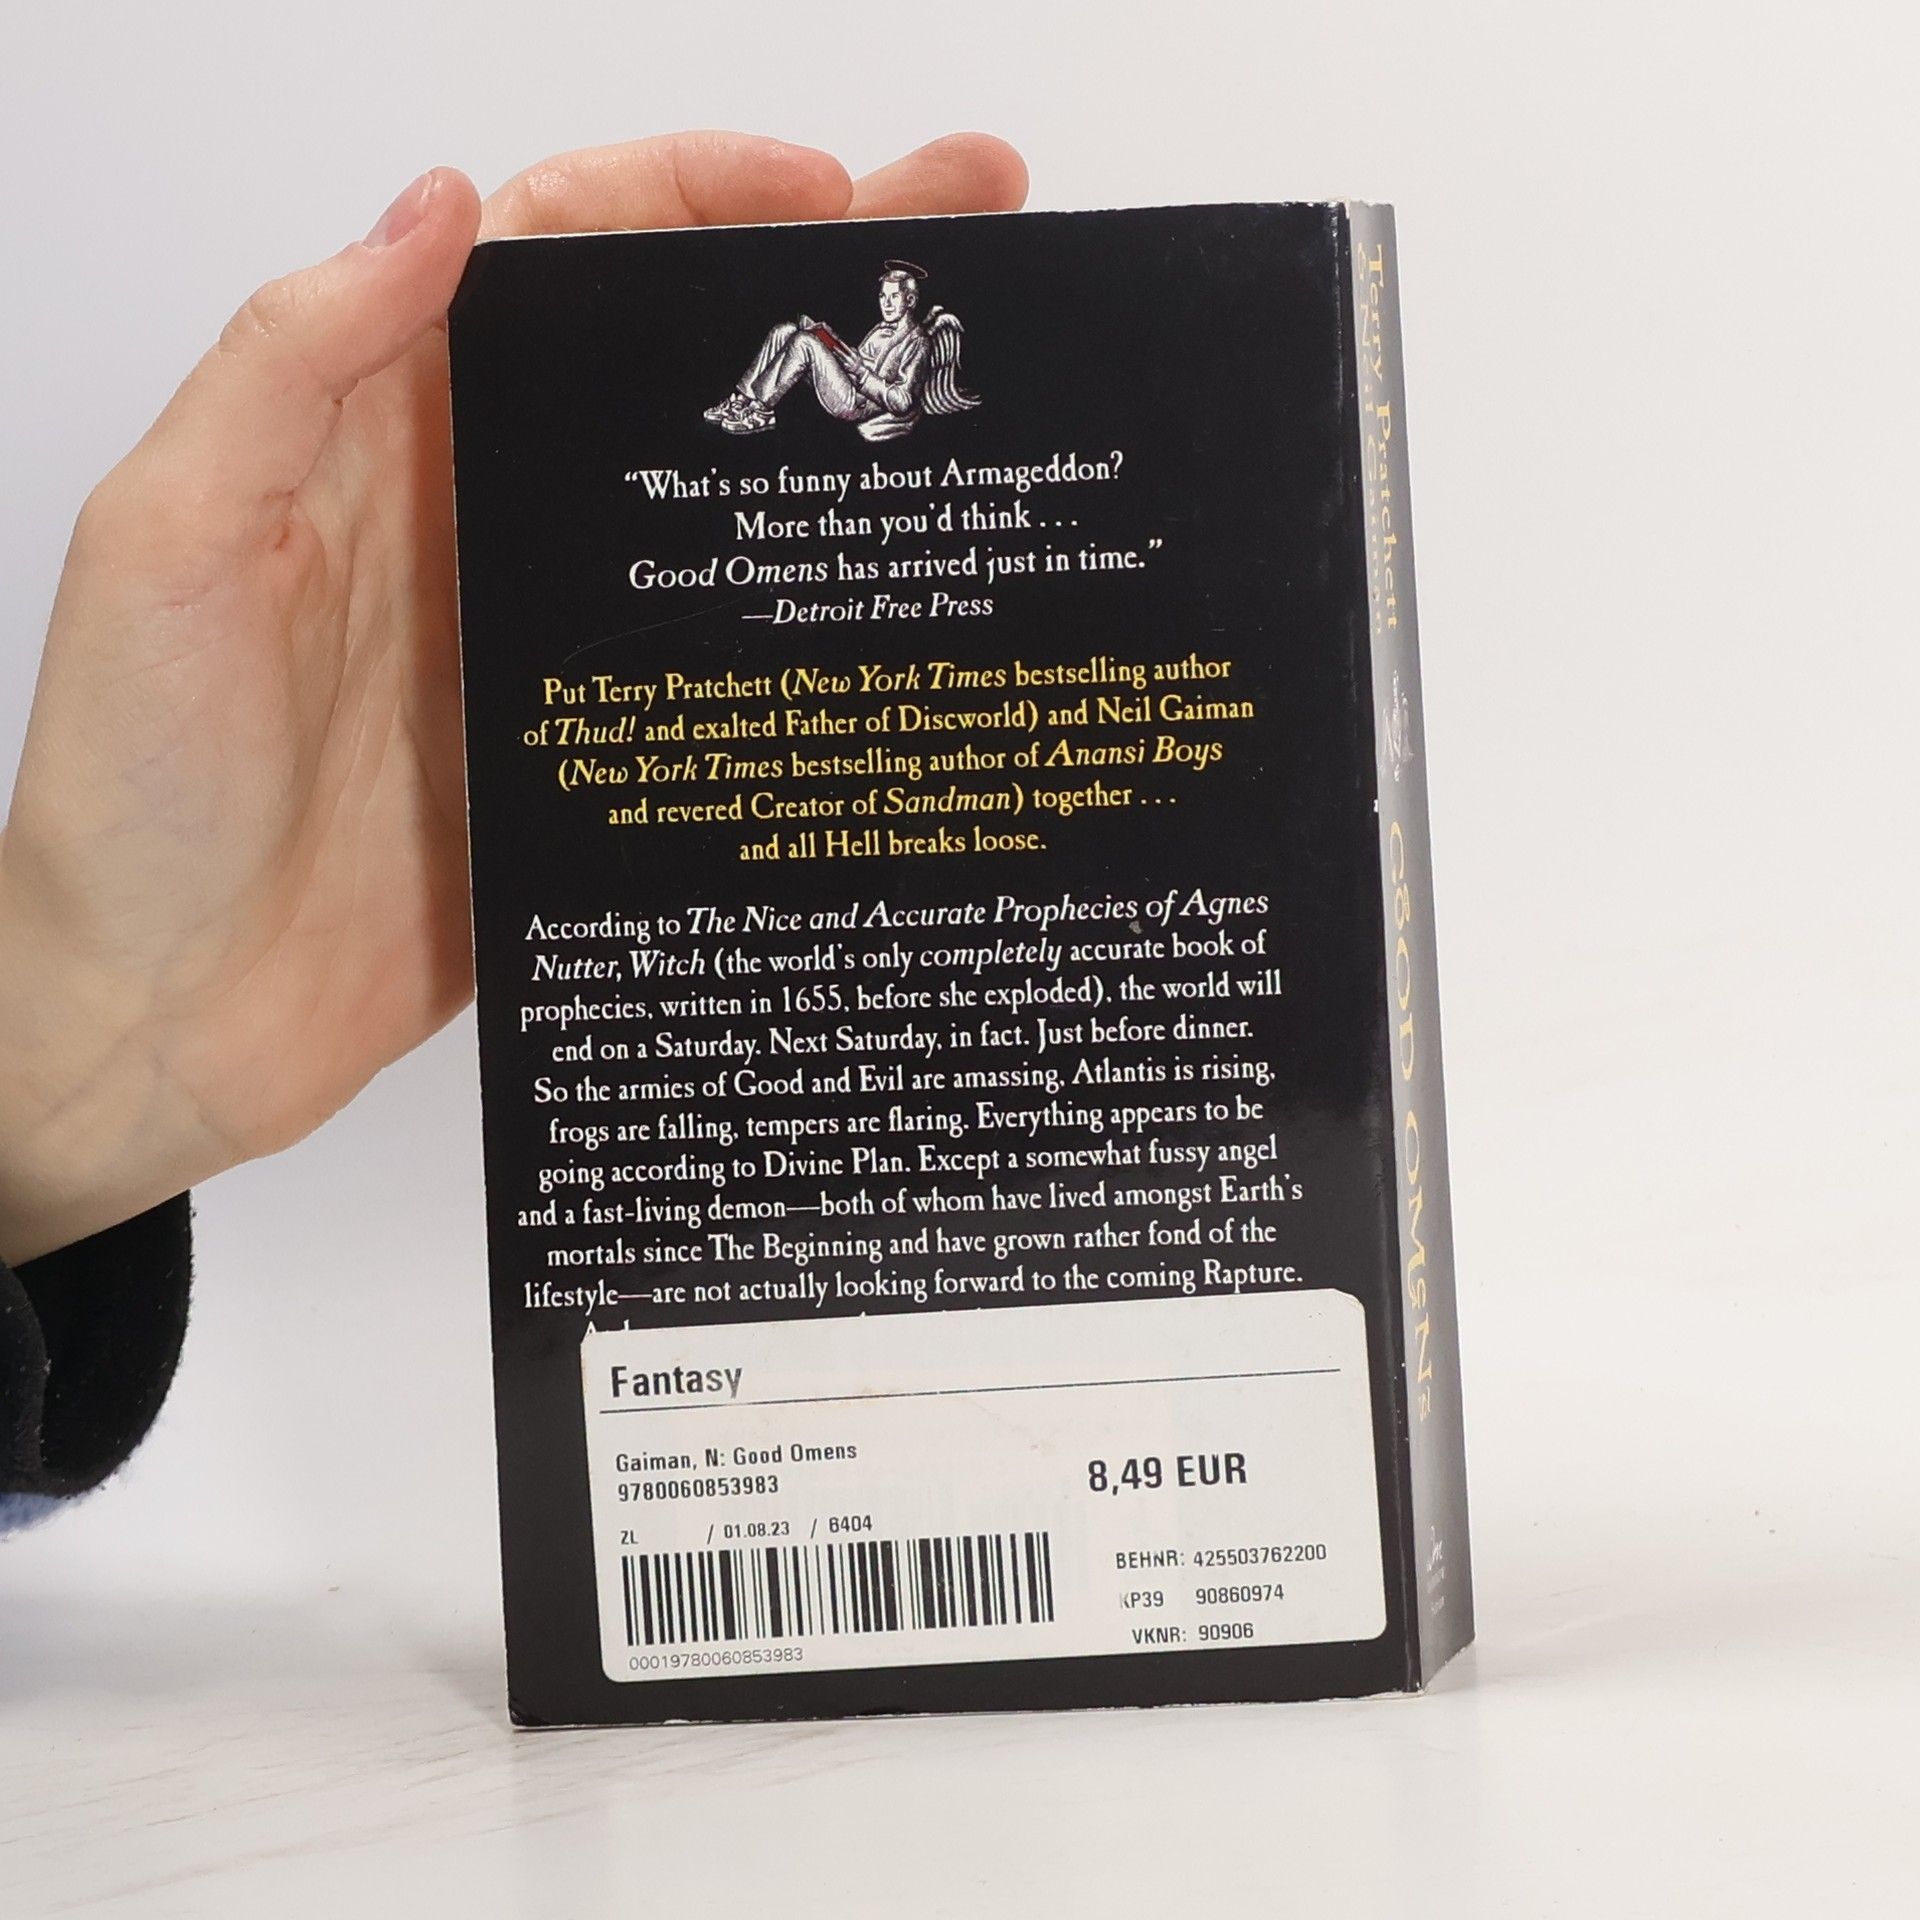 “What's so funny about Armageddon?
More than you'd think . . .
Good Omens has arrived just in time.”
—Detroit Free Press
Put Terry Pratchett (New York Times bestselling author
of Thud! and exalted Father of Discworld) and Neil Gaiman
(New York Times bestselling author of Anansi Boys
and revered Creator of Sandman) together . . .
and all Hell breaks loose.
According to The Nice and Accurate Prophecies of Agnes
Nutter, Witch (the world's only completely accurate book of
prophecies, written in 1655, before she exploded), the world will
end on a Saturday. Next Saturday, in fact. Just before dinner.
So the armies of Good and Evil are amassing, Atlantis is rising,
frogs are falling, tempers are flaring. Everything appears to be
going according to Divine Plan. Except a somewhat fussy angel
and a fast-living demon—both of whom have lived amongst Earth's
mortals since The Beginning and have grown rather fond of the
lifestyle—are not actually looking forward to the coming Rapture.
Fantasy
Gaiman, N: Good Omens
9780060853983
8,49 EUR
ZL / 01.08.23 / 6404
BEHNR: 425503762200
KP39 90860974
VKNR: 90906
00019780060853983
Terry Pratchett
& Neil Gaiman
GOOD OMENS